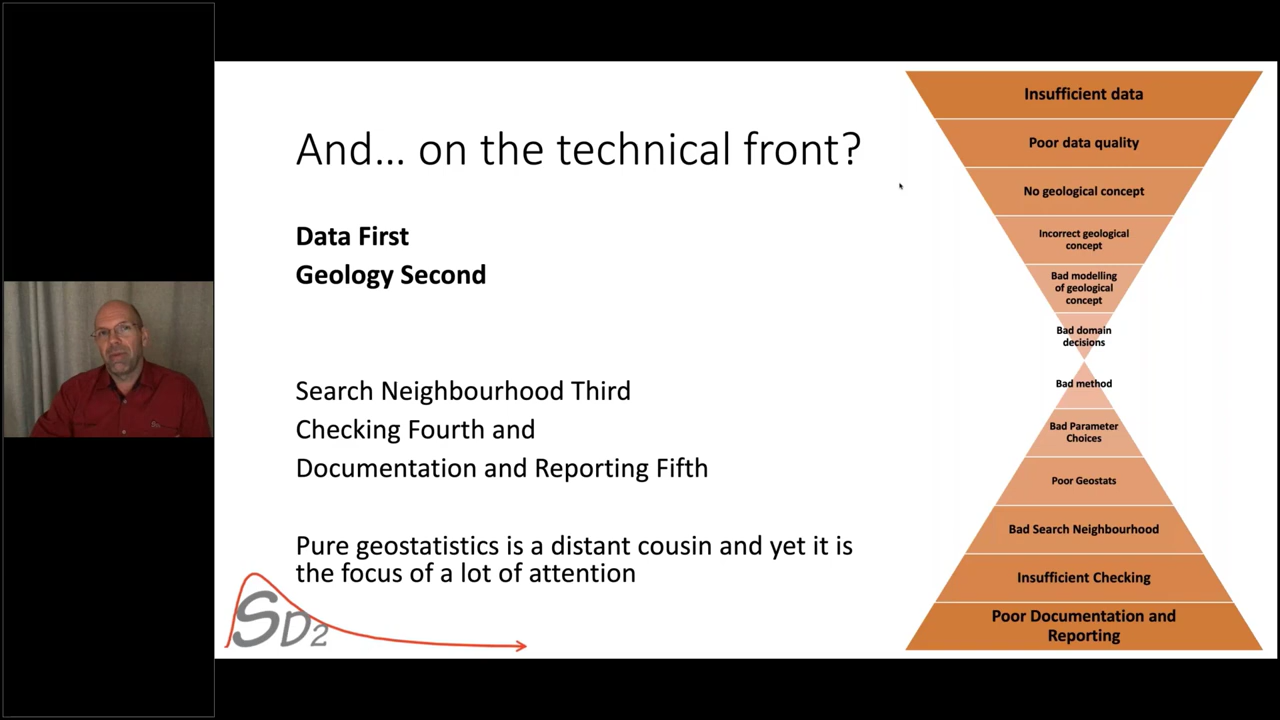 And... on the technical front?
Data First
Geology Second
Search Neighbourhood Third
Checking Fourth and
Documentation and Reporting Fifth
Pure geostatistics is a distant cousin and yet it is
the focus of a lot of attention
SD2
Insufficient data
Poor data quality
No geological concept
Incorrect geological
concept
Bad modelling
of geological
concept
Bad domain
decisions
Bad method
Bad Parameter
Choices
Poor Geostats
Bad Search Neighbourhood
Insufficient Checking
Poor Documentation and
Reporting